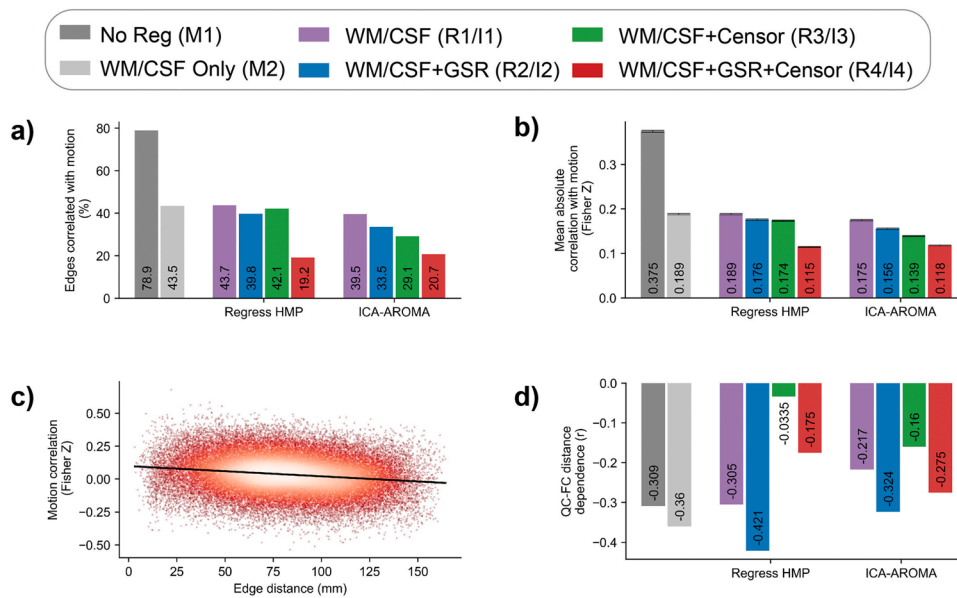 No Reg (M1)
WM/CSF (R1/I1)
WM/CSF+Censor (R3/I3)
WM/CSF Only (M2)
WM/CSF+GSR (R2/I2)
WM/CSF+GSR+Censor (R4/I4)
a)
Edges correlated with motion
(%)
80
60
40
20
0
78.9
43.5
43.7
39.8
42.1
19.2
39.5
33.5
29.1
20.7
Regress HMP
ICA-AROMA
b)
Mean absolute
correlation with motion
(Fisher Z)
0.3
0.2
0.1
0.0
0.375
0.189
0.189
0.176
0.174
0.115
0.175
0.156
0.139
0.118
Regress HMP
ICA-AROMA
c)
Motion correlation
(Fisher Z)
0.50
0.25
0.00
−0.25
−0.50
0
25
50
75
100
125
150
Edge distance (mm)
d)
QC-FC distance
dependence (r)
0.0
−0.1
−0.2
−0.3
−0.4
-0.309
-0.36
-0.305
-0.421
-0.0335
-0.175
-0.217
-0.324
-0.16
-0.275
Regress HMP
ICA-AROMA